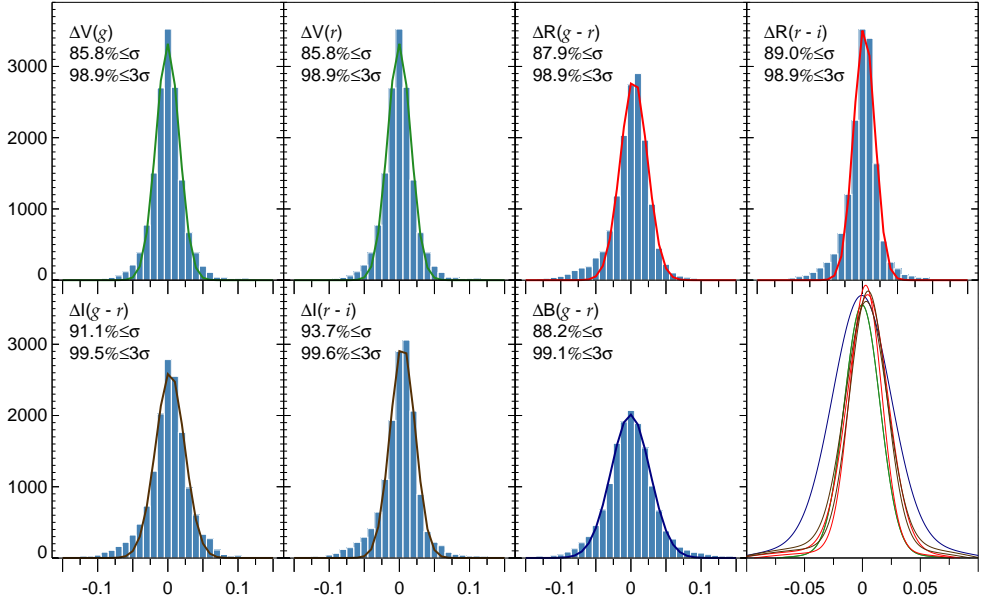 ΔV(g)
85.8%≤σ
98.9%≤3σ
ΔV(r)
85.8%≤σ
98.9%≤3σ
ΔR(g - r)
87.9%≤σ
98.9%≤3σ
ΔR(r - i)
89.0%≤σ
98.9%≤3σ
3000
2000
1000
0
ΔI(g - r)
91.1%≤σ
99.5%≤3σ
ΔI(r - i)
93.7%≤σ
99.6%≤3σ
ΔB(g - r)
88.2%≤σ
99.1%≤3σ
3000
2000
1000
0
-0.1 0 0.1 -0.1 0 0.1 -0.1 0 0.1 -0.05 0 0.05